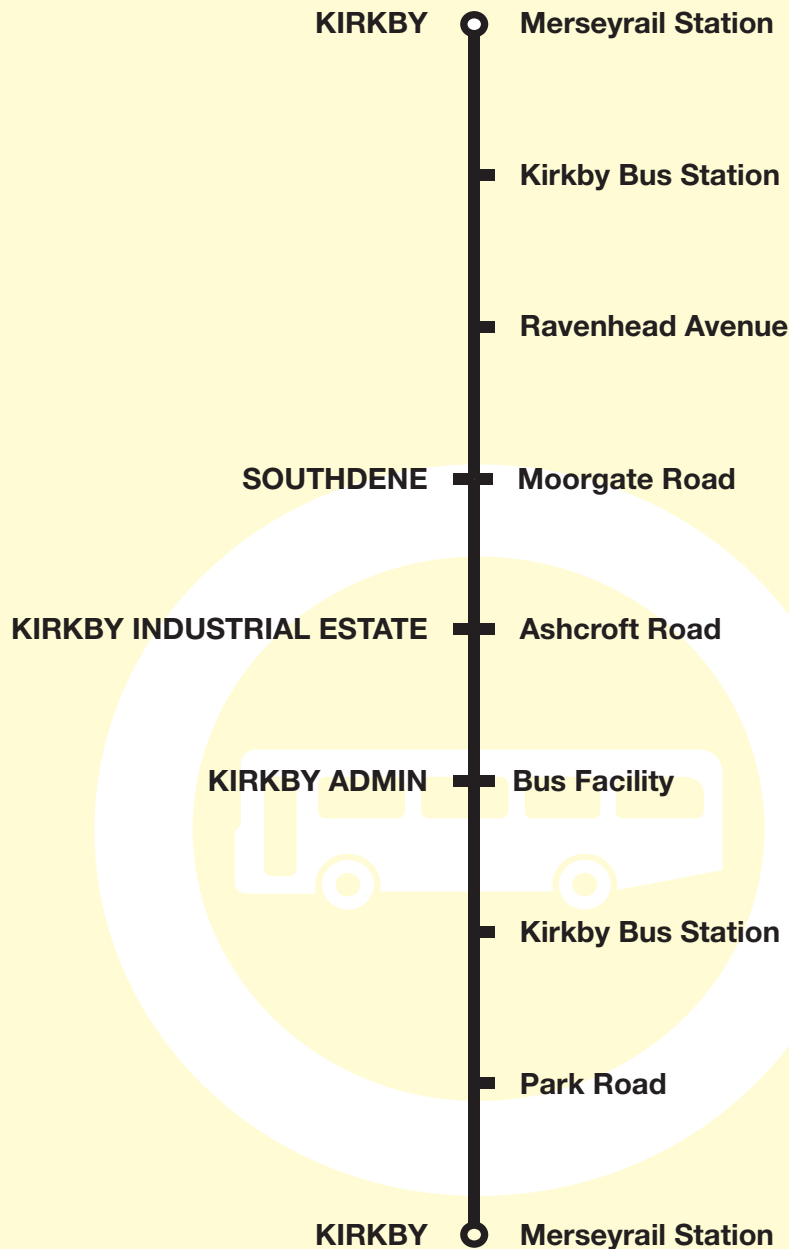 KIRKBY Merseyrail Station
Kirkby Bus Station
Ravenhead Avenue
SOUTHDENE Moorgate Road
KIRKBY INDUSTRIAL ESTATE Ashcroft Road
KIRKBY ADMIN Bus Facility
Kirkby Bus Station
Park Road
KIRKBY Merseyrail Station